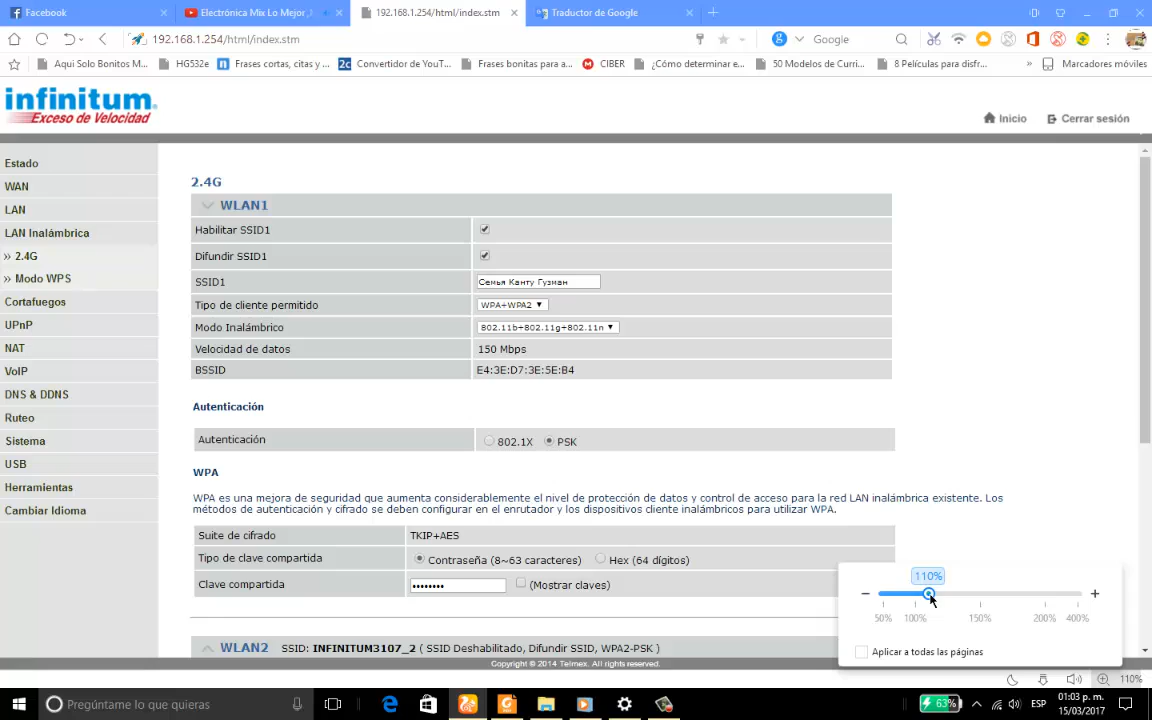 Facebook
Electrónica Mix Lo Mejor
192.168.1.254/html/index.stm
Traductor de Google
192.168.1.254/html/index.stm
Google
Aqui Solo Bonitos M...
HG532e
Frases cortas, citas y ...
Convertidor de YouT...
Frases bonitas para a...
CIBER
¿Cómo determinar e...
50 Modelos de Curri...
8 Películas para disfr...
»
Marcadores móviles
infinitum
Exceso de Velocidad
Inicio
Cerrar sesión
Estado
WAN
LAN
LAN Inalámbrica
» 2.4G
» Modo WPS
Cortafuegos
UPnP
NAT
VoIP
DNS & DDNS
Ruteo
Sistema
USB
Herramientas
Cambiar Idioma
2.4G
WLAN1
Habilitar SSID1
Difundir SSID1
SSID1 Семья Канту Гузман
Tipo de cliente permitido WPA+WPA2
Modo Inalámbrico 802.11b+802.11g+802.11n
Velocidad de datos 150 Mbps
BSSID E4:3E:D7:3E:5E:B4
Autenticación
Autenticación 802.1X PSK
WPA
WPA es una mejora de seguridad que aumenta considerablemente el nivel de protección de datos y control de acceso para la red LAN inalámbrica existente. Los
métodos de autenticación y cifrado se deben configurar en el enrutador y los dispositivos cliente inalámbricos para utilizar WPA.
Suite de cifrado TKIP+AES
Tipo de clave compartida Contraseña (8~63 caracteres) Hex (64 dígitos)
Clave compartida •••••••• (Mostrar claves)
WLAN2 SSID: INFINITUM3107_2 ( SSID Deshabilitado, Difundir SSID, WPA2-PSK )
Copyright © 2014 Telmex. All rights reserved.
110%
− +
50% 100% 150% 200% 400%
Aplicar a todas las páginas
110%
Pregúntame lo que quieras
63%
ESP
01:03 p. m.
15/03/2017